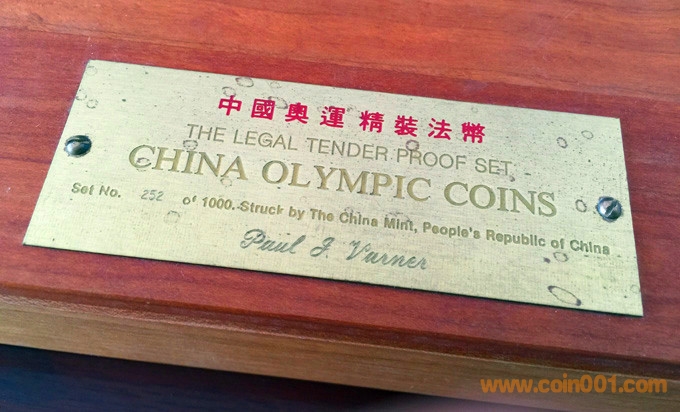 中國奧運精裝法幣
THE LEGAL TENDER PROOF SET
CHINA OLYMPIC COINS
Set No. 252 of 1000. Struck by The China Mint, People's Republic of China
Paul J. Varner
www.coin001.com